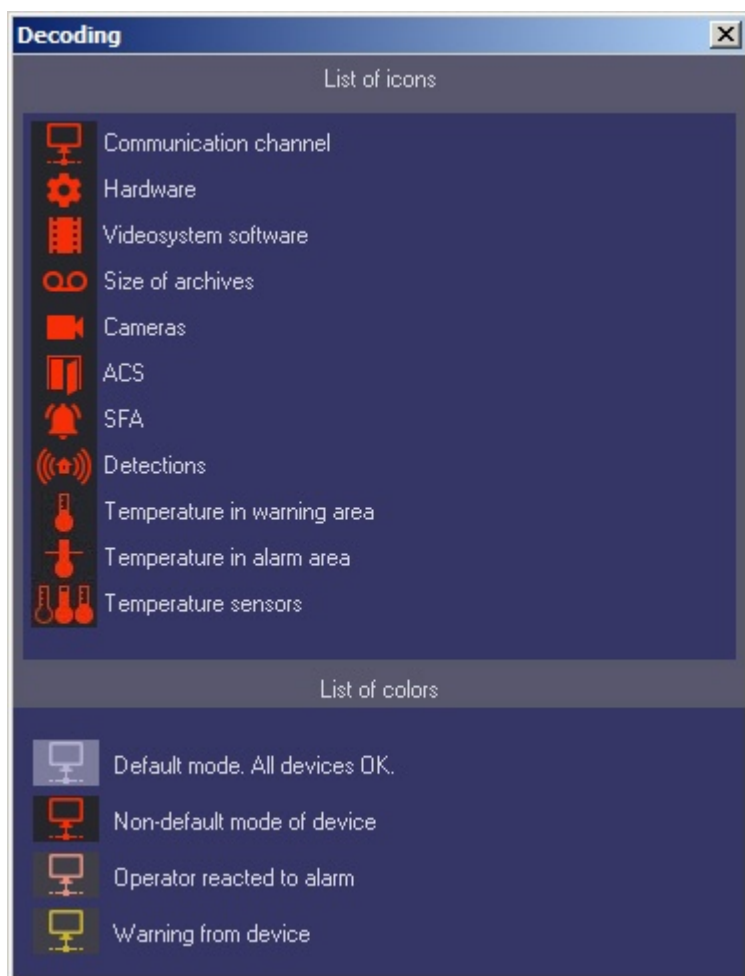 Decoding
List of icons
Communication channel
Hardware
Videosystem software
Size of archives
Cameras
ACS
SFA
Detections
Temperature in warning area
Temperature in alarm area
Temperature sensors
List of colors
Default mode. All devices OK.
Non-default mode of device
Operator reacted to alarm
Warning from device